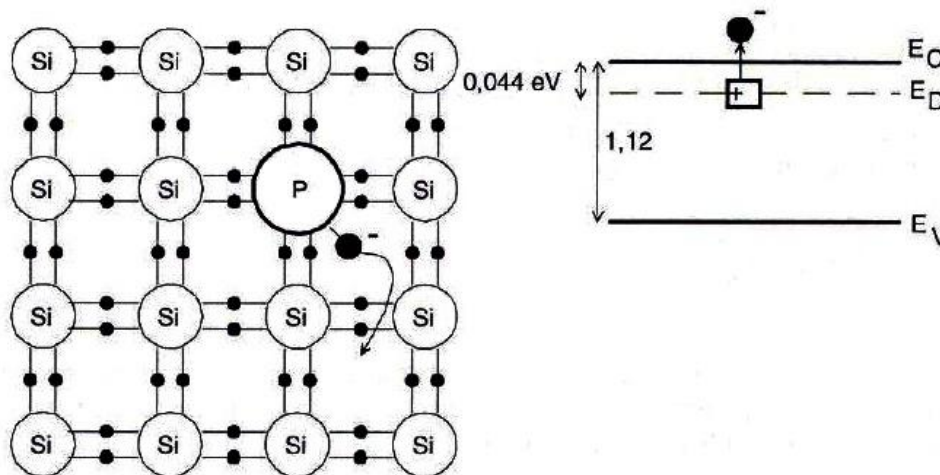 Si Si Si Si
Si Si P Si
-
Si Si Si Si
Si Si Si Si
-
E C
0,044 eV
+
E D
1,12
E V